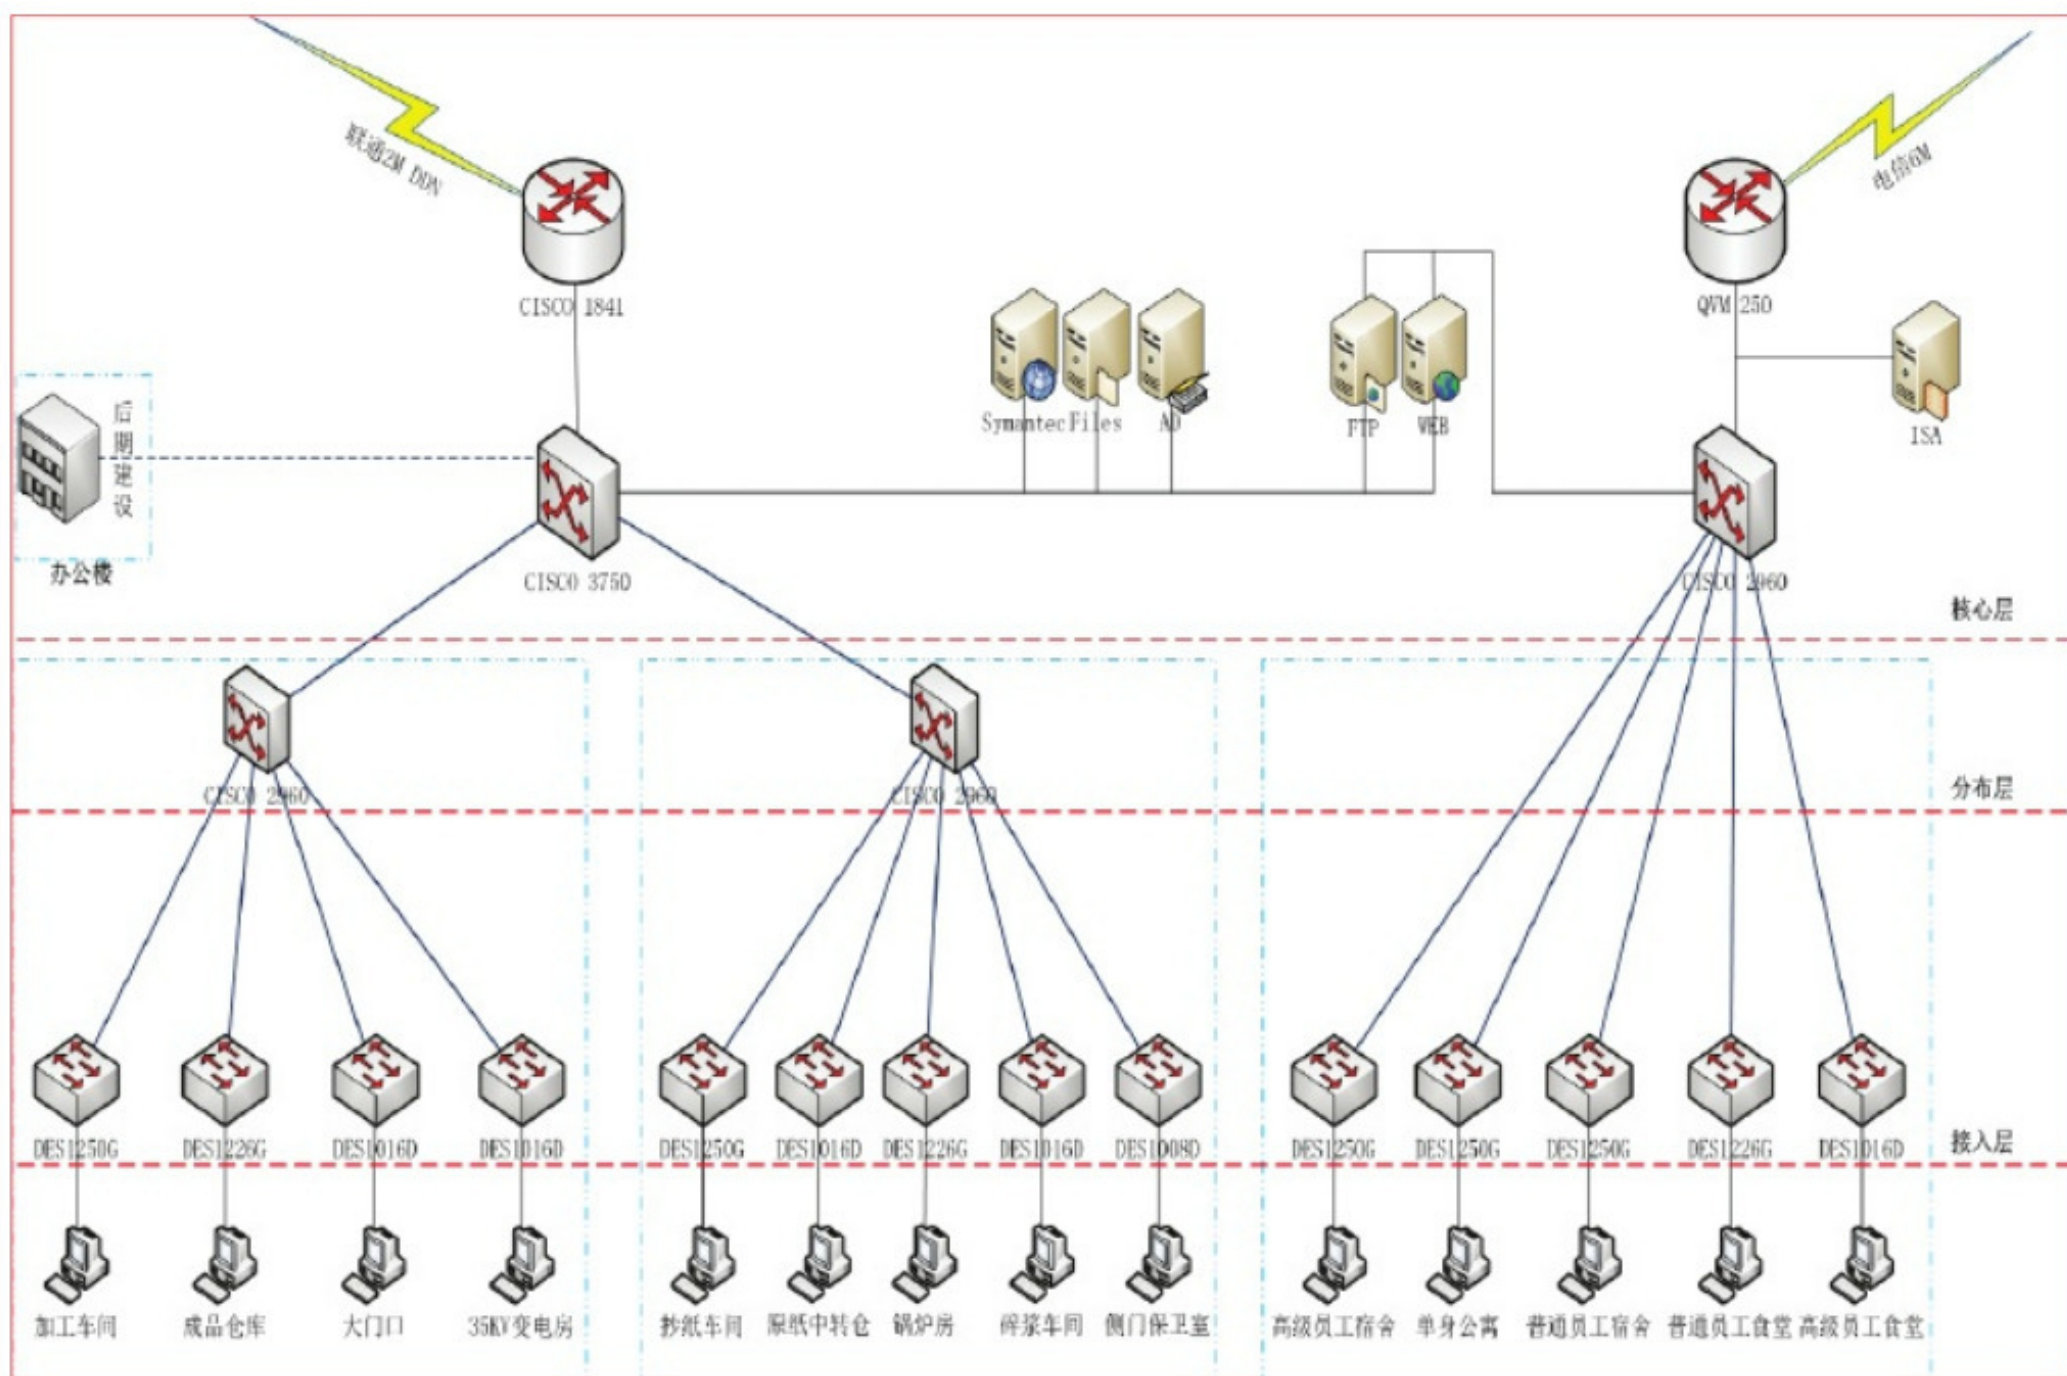 联通2M DDN
电信6M
CISCO 1841
QVM 250
后期建设
Symantec
Files
AD
FTP
WEB
ISA
办公楼
CISCO 3750
CISCO 2960
核心层
CISCO 2960
CISCO 2960
分布层
DES1250G
DES1226G
DES1016D
DES1016D
DES1250G
DES1016D
DES1226G
DES1016D
DES1008D
DES1250G
DES1250G
DES1250G
DES1226G
DES1016D
接入层
加工车间
成品仓库
大门口
35KV变电房
抄纸车间
原纸中转仓
锅炉房
碎浆车间
侧门保卫室
高级员工宿舍
单身公寓
普通员工宿舍
普通员工食堂
高级员工食堂